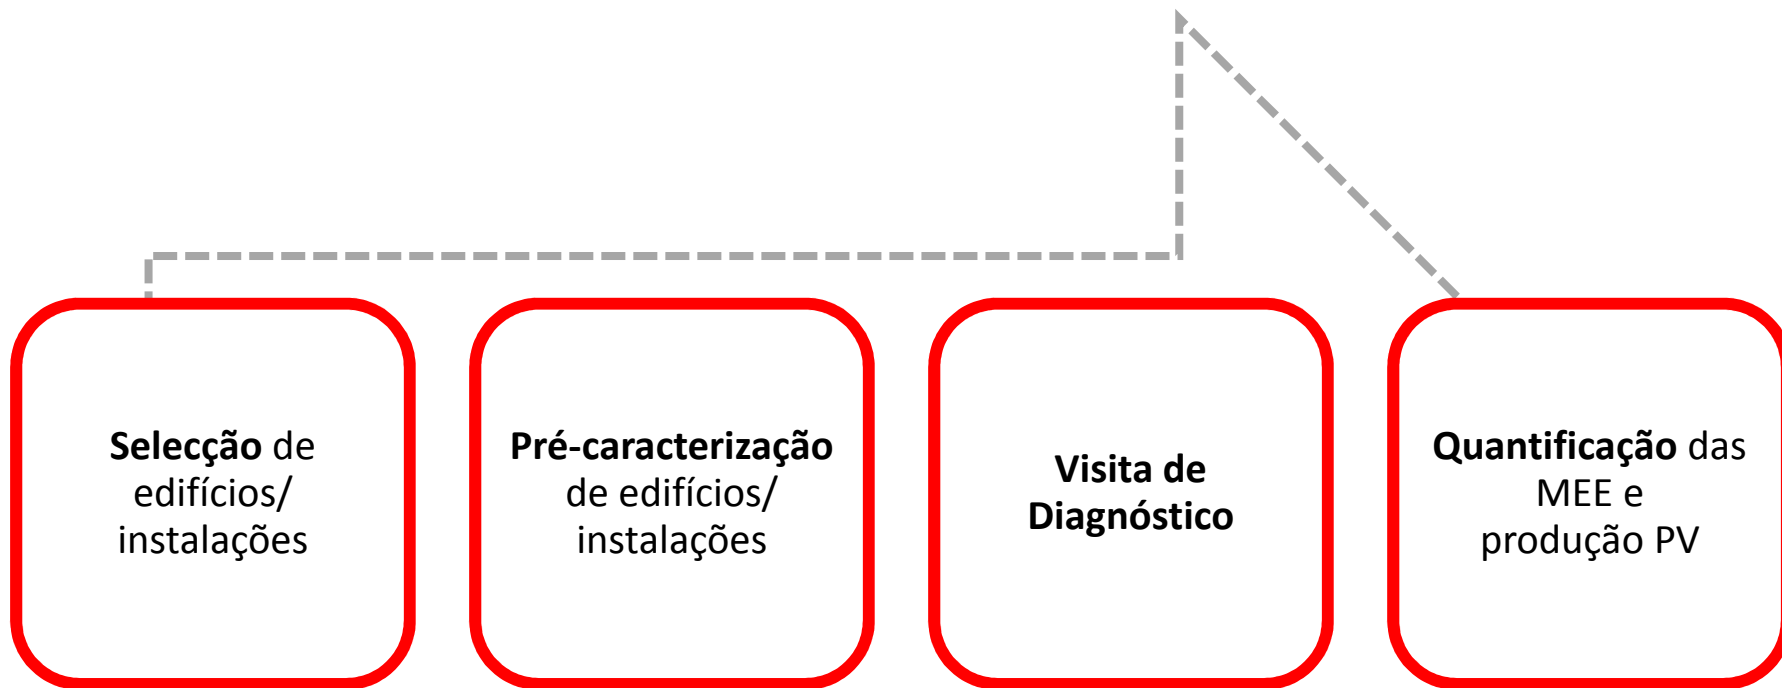 Selecção de
edifícios/
instalações
Pré-caracterização
de edifícios/
instalações
Visita de
Diagnóstico
Quantificação das
MEE e
produção PV